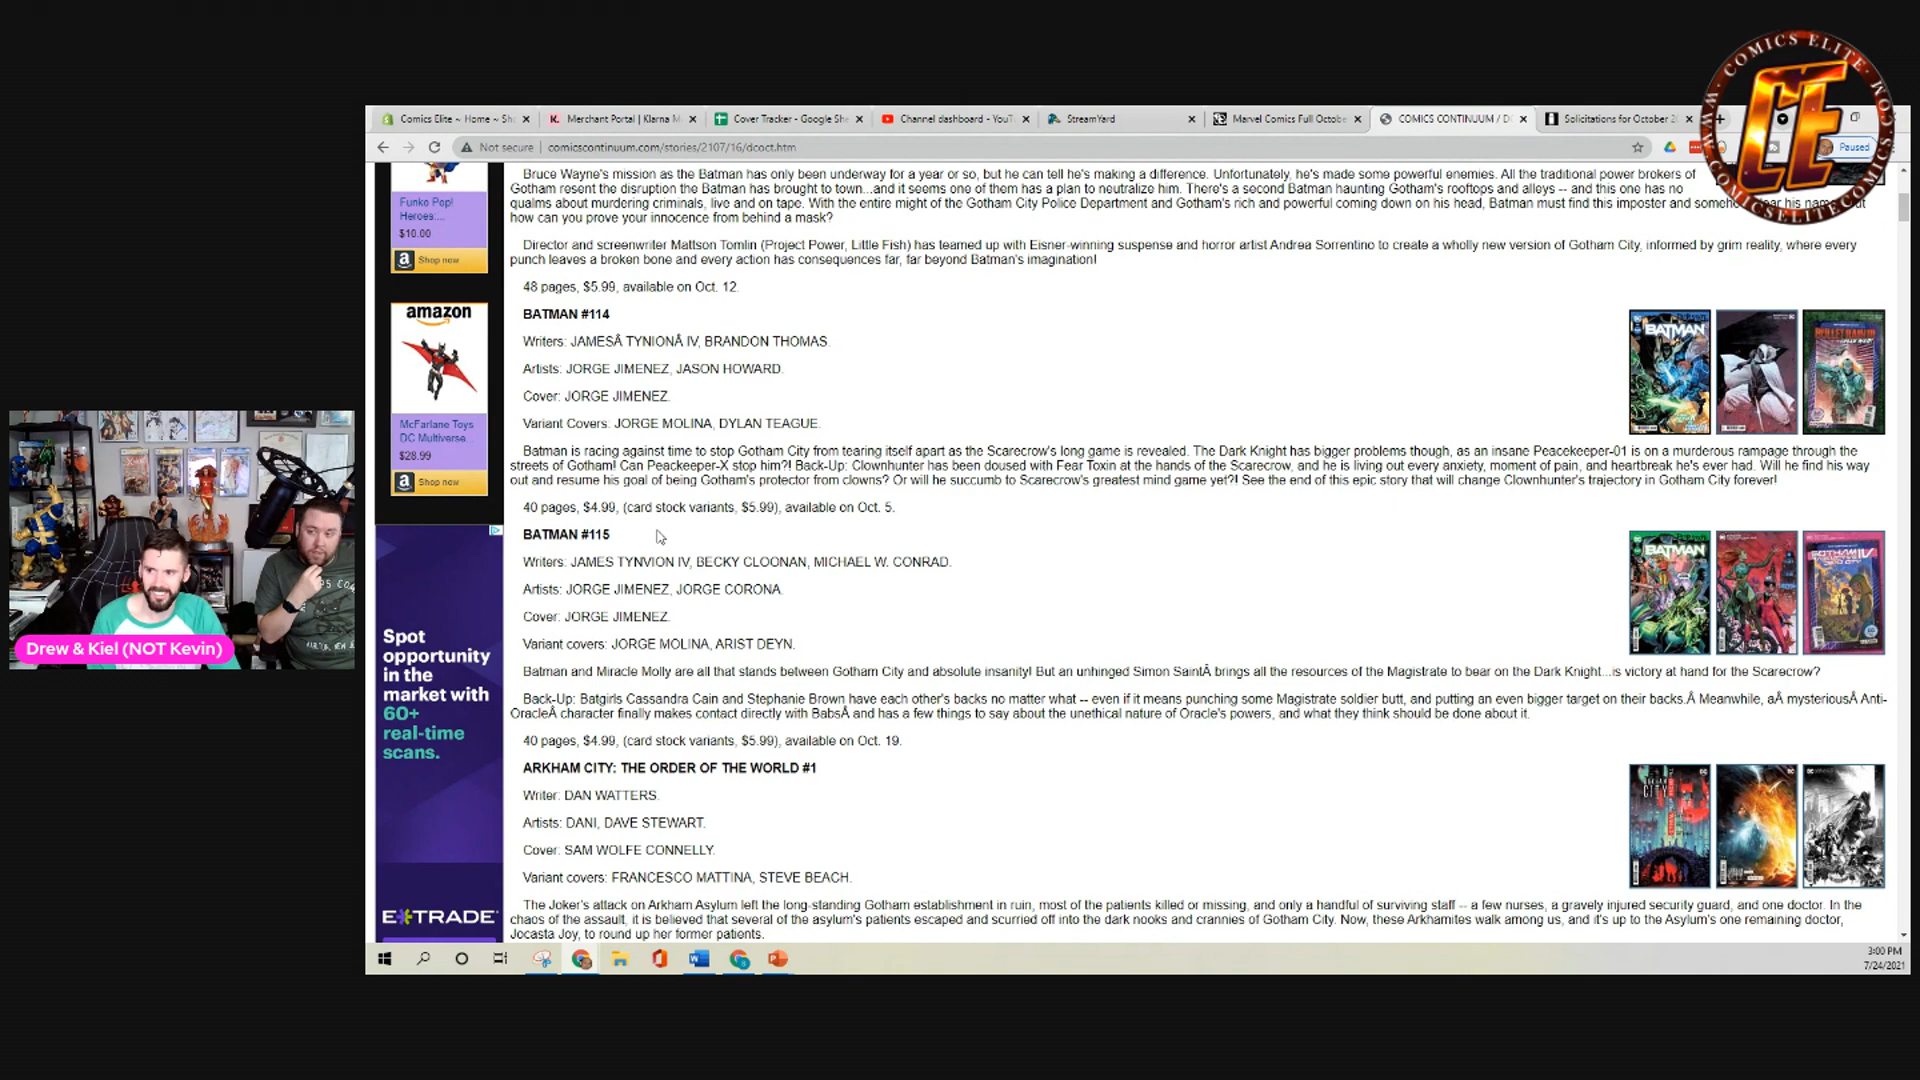 Comics Elite ~ Home ~ Sh
Merchant Portal | Klarna M
Cover Tracker - Google She
Channel dashboard - YouT
StreamYard
Marvel Comics Full Octobe
COMICS CONTINUUM / D
Solicitations for October 2
Not secure | comicscontinuum.com/stories/2107/16/dcoct.htm
Paused
WWW. COMICS ELITE .COM
CE
WWW.COMICSELITECOMICS.COM
Bruce Wayne's mission as the Batman has only been underway for a year or so, but he can tell he's making a difference. Unfortunately, he's made some powerful enemies. All the traditional power brokers of
Gotham resent the disruption the Batman has brought to town...and it seems one of them has a plan to neutralize him. There's a second Batman haunting Gotham's rooftops and alleys -- and this one has no
qualms about murdering criminals, live and on tape. With the entire might of the Gotham City Police Department and Gotham's rich and powerful coming down on his head, Batman must find this imposter and someho ear his nam ut
how can you prove your innocence from behind a mask?
Director and screenwriter Mattson Tomlin (Project Power, Little Fish) has teamed up with Eisner-winning suspense and horror artist Andrea Sorrentino to create a wholly new version of Gotham City, informed by grim reality, where every
punch leaves a broken bone and every action has consequences far, far beyond Batman's imagination!
48 pages, $5.99, available on Oct. 12.
BATMAN #114
Writers: JAMESÂ TYNIONÂ IV, BRANDON THOMAS.
Artists: JORGE JIMENEZ, JASON HOWARD.
Cover: JORGE JIMENEZ.
Variant Covers: JORGE MOLINA, DYLAN TEAGUE.
Batman is racing against time to stop Gotham City from tearing itself apart as the Scarecrow's long game is revealed. The Dark Knight has bigger problems though, as an insane Peacekeeper-01 is on a murderous rampage through the
streets of Gotham! Can Peackeeper-X stop him?! Back-Up: Clownhunter has been doused with Fear Toxin at the hands of the Scarecrow, and he is living out every anxiety, moment of pain, and heartbreak he's ever had. Will he find his way
out and resume his goal of being Gotham's protector from clowns? Or will he succumb to Scarecrow's greatest mind game yet?! See the end of this epic story that will change Clownhunter's trajectory in Gotham City forever!
40 pages, $4.99, (card stock variants, $5.99), available on Oct. 5.
BATMAN
BATMAN #115
Writers: JAMES TYNVION IV, BECKY CLOONAN, MICHAEL W. CONRAD.
Artists: JORGE JIMENEZ, JORGE CORONA.
Cover: JORGE JIMENEZ.
Variant covers: JORGE MOLINA, ARIST DEYN.
Batman and Miracle Molly are all that stands between Gotham City and absolute insanity! But an unhinged Simon SaintÂ brings all the resources of the Magistrate to bear on the Dark Knight...is victory at hand for the Scarecrow?
Back-Up: Batgirls Cassandra Cain and Stephanie Brown have each other's backs no matter what -- even if it means punching some Magistrate soldier butt, and putting an even bigger target on their backs.Â Meanwhile, aÂ mysteriousÂ Anti-
OracleÂ character finally makes contact directly with BabsÂ and has a few things to say about the unethical nature of Oracle's powers, and what they think should be done about it.
40 pages, $4.99, (card stock variants, $5.99), available on Oct. 19.
BATMAN
ARKHAM CITY: THE ORDER OF THE WORLD #1
Writer: DAN WATTERS.
Artists: DANI, DAVE STEWART.
Cover: SAM WOLFE CONNELLY.
Variant covers: FRANCESCO MATTINA, STEVE BEACH.
The Joker's attack on Arkham Asylum left the long-standing Gotham establishment in ruin, most of the patients killed or missing, and only a handful of surviving staff -- a few nurses, a gravely injured security guard, and one doctor. In the
chaos of the assault, it is believed that several of the asylum's patients escaped and scurried off into the dark nooks and crannies of Gotham City. Now, these Arkhamites walk among us, and it's up to the Asylum's one remaining doctor,
Jocasta Joy, to round up her former patients.
Funko Pop!
Heroes:...
$10.00
Shop now
amazon
McFarlane Toys
DC Multiverse...
$28.99
Shop now
Spot
opportunity
in the
market with
60+
real-time
scans.
E*TRADE
Drew & Kiel (NOT Kevin)
3:00 PM
7/24/2021